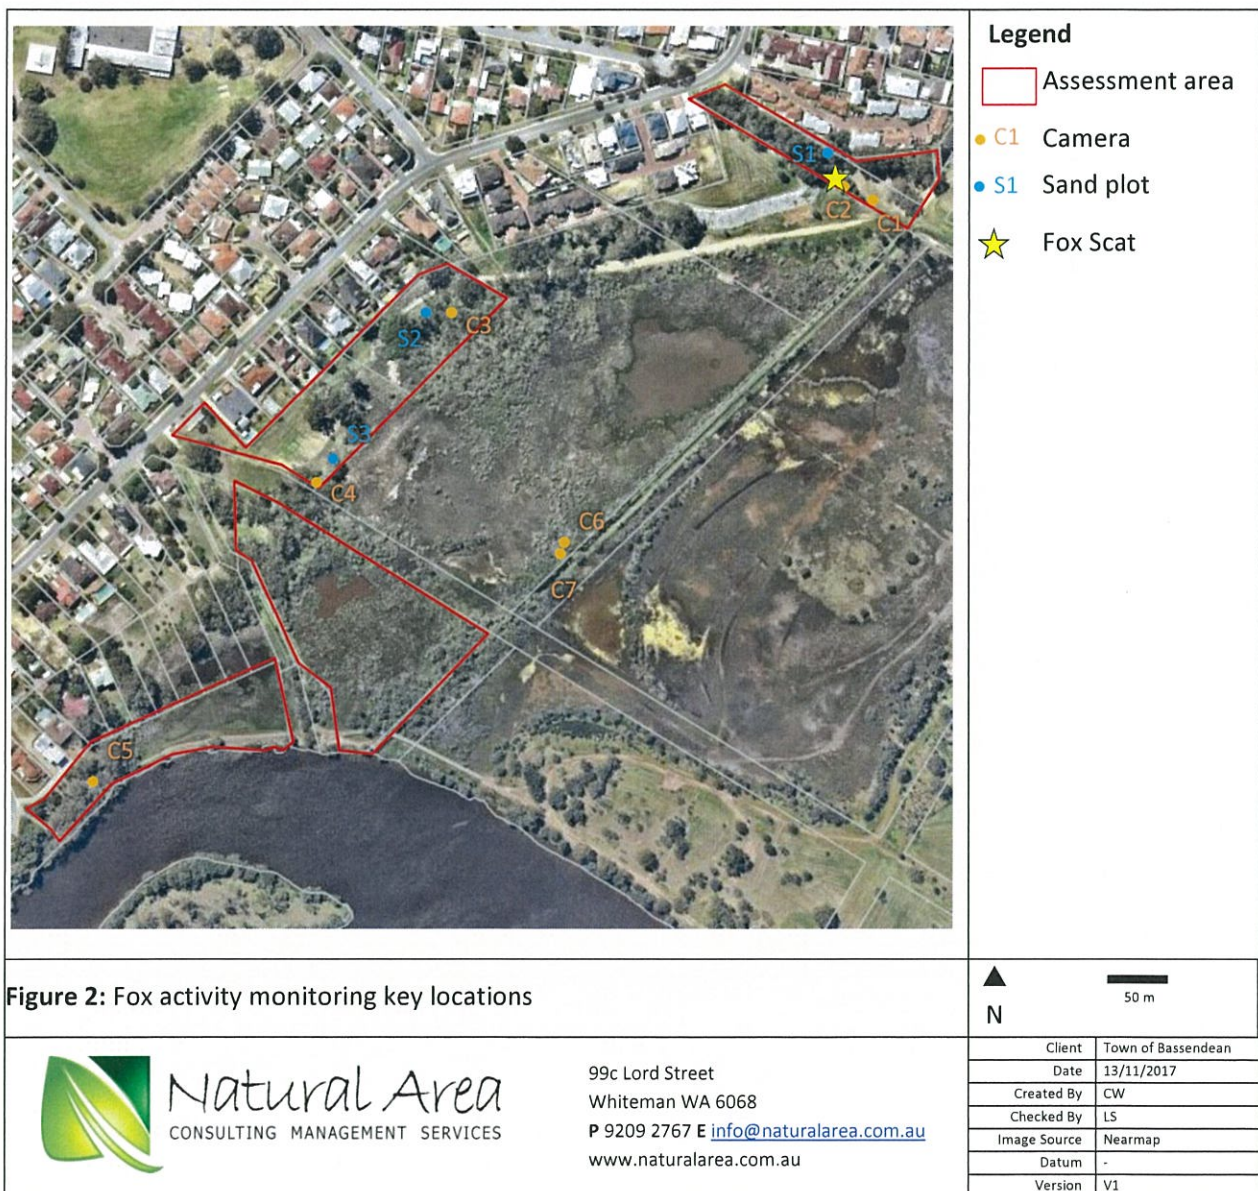 Legend
Assessment area
C1 Camera
S1 Sand plot
Fox Scat
S1
C2
C1
S2
C3
S3
C4
C6
C7
C5
Figure 2: Fox activity monitoring key locations
N
50 m
Natural Area
CONSULTING MANAGEMENT SERVICES
99c Lord Street
Whiteman WA 6068
P 9209 2767 E info@naturalarea.com.au
www.naturalarea.com.au
Client Town of Bassendean
Date 13/11/2017
Created By CW
Checked By LS
Image Source Nearmap
Datum -
Version V1